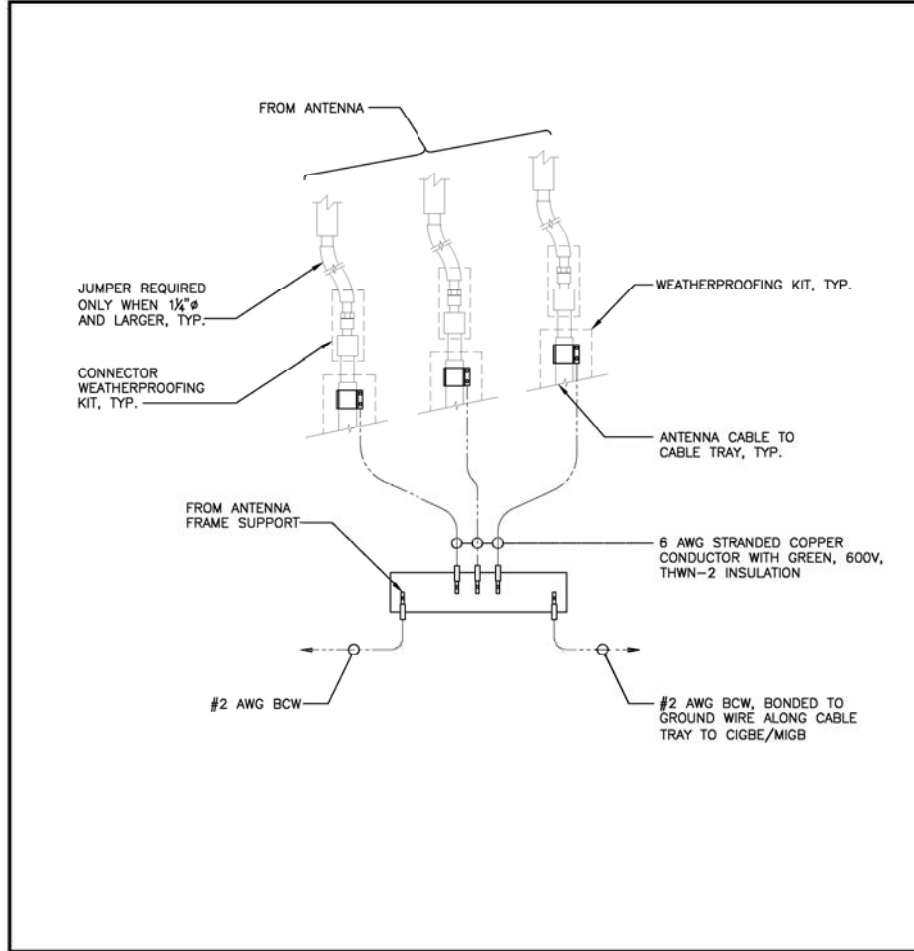 FROM ANTENNA
JUMPER REQUIRED
ONLY WHEN 1¼"ø
AND LARGER, TYP.
WEATHERPROOFING KIT, TYP.
CONNECTOR
WEATHERPROOFING
KIT, TYP.
ANTENNA CABLE TO
CABLE TRAY, TYP.
FROM ANTENNA
FRAME SUPPORT
6 AWG STRANDED COPPER
CONDUCTOR WITH GREEN, 600V,
THWN-2 INSULATION
#2 AWG BCW
#2 AWG BCW, BONDED TO
GROUND WIRE ALONG CABLE
TRAY TO CIGBE/MIGB